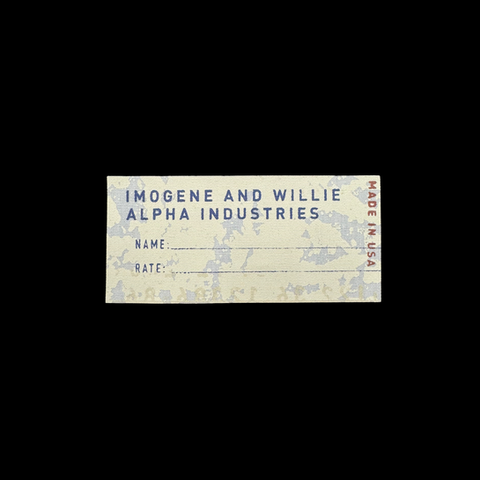 IMOGENE AND WILLIE
ALPHA INDUSTRIES
NAME:
RATE:
MADE IN USA